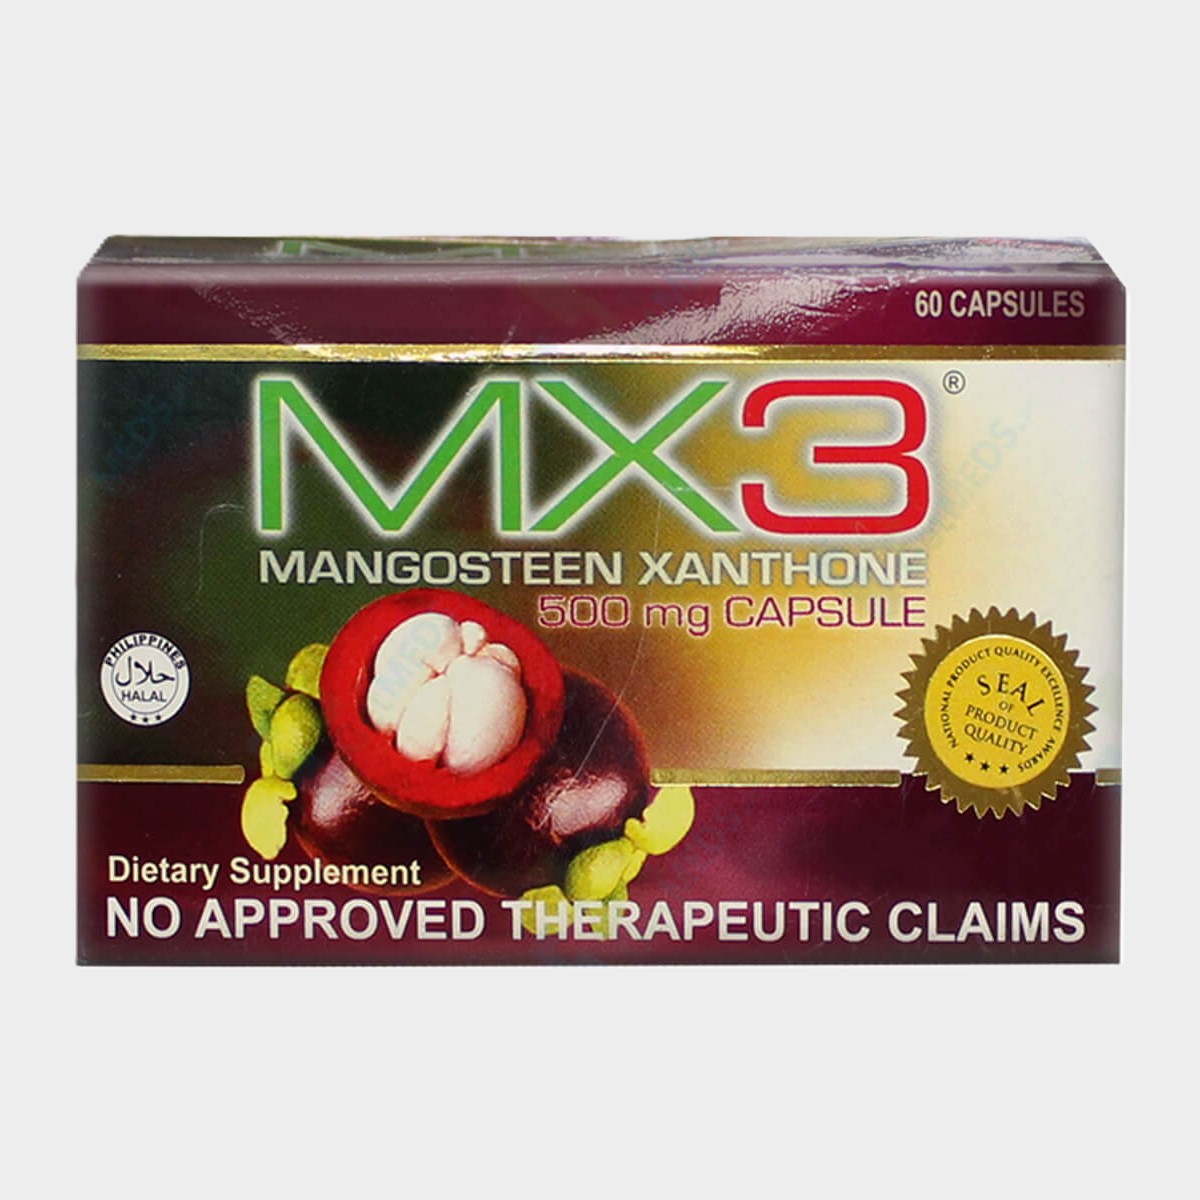 60 CAPSULES
MX3®
MANGOSTEEN XANTHONE
500 mg CAPSULE
PHILIPPINES
حلال
HALAL
NATIONAL PRODUCT QUALITY EXCELLENCE AWARDS
SEAL
OF
PRODUCT
QUALITY
Dietary Supplement
NO APPROVED THERAPEUTIC CLAIMS